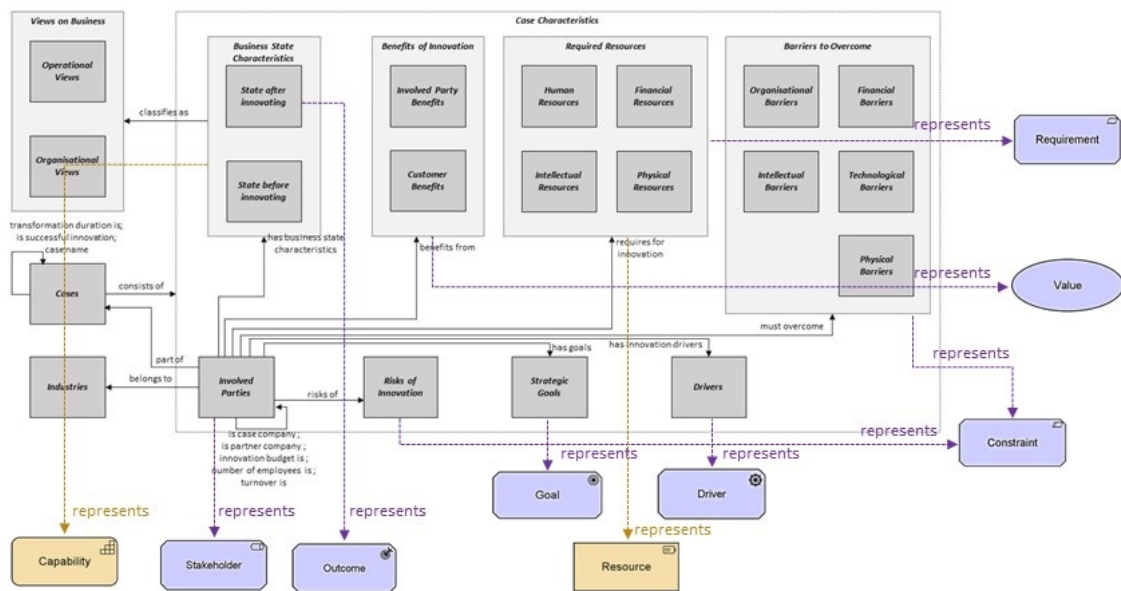 Views on Business
Case Characteristics
Business State
Characteristics
Benefits of Innovation
Required Resources
Barriers to Overcome
Operational
Views
State after
innovating
Involved Party
Benefits
Human
Resources
Financial
Resources
Organisational
Barriers
Financial
Barriers
classifies as
represents
Requirement
Organisational
Views
State before
innovating
Customer
Benefits
Intellectual
Resources
Physical
Resources
Intellectual
Barriers
Technological
Barriers
transformation duration is;
is successful innovation;
case name
has business state
characteristics
benefits from
requires for
innovation
Physical
Barriers
represents
Value
Cases
consists of
must overcome
part of
has goals
has innovation drivers
represents
Industries
belongs to
Involved
Parties
risks of
Risks of
Innovation
Strategic
Goals
Drivers
is case company ;
is partner company ;
innovation budget is ;
number of employees is ;
turnover is
represents
Constraint
represents
represents
Goal
Driver
represents
represents
represents
represents
Capability
Stakeholder
Outcome
Resource